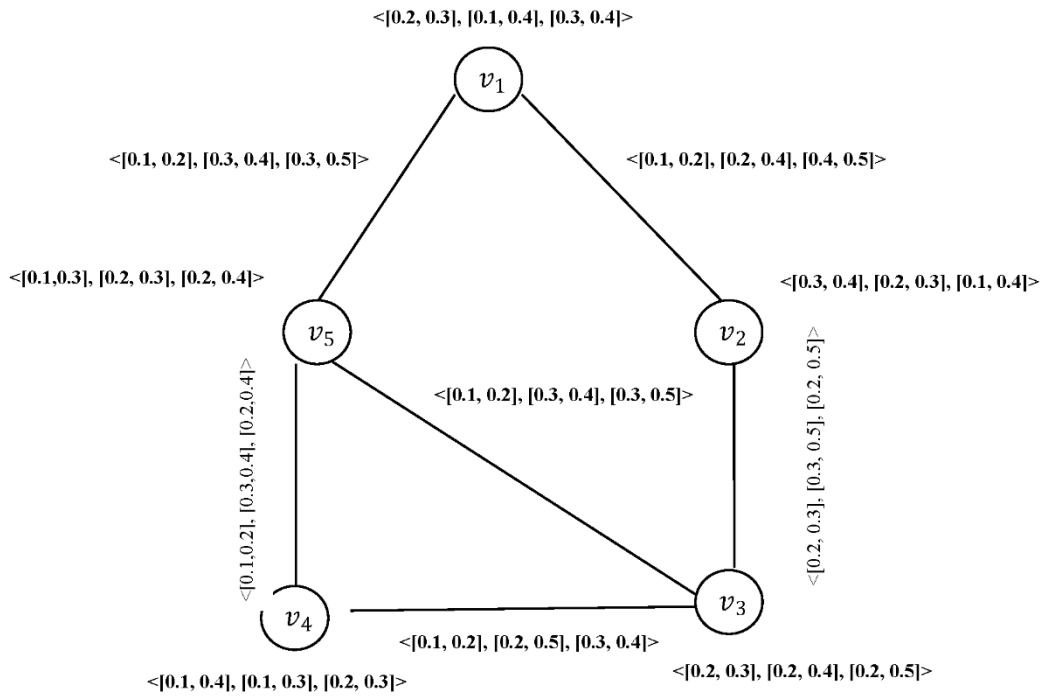 <[0.2, 0.3], [0.1, 0.4], [0.3, 0.4]>
v₁
<[0.1, 0.2], [0.3, 0.4], [0.3, 0.5]>
<[0.1, 0.2], [0.2, 0.4], [0.4, 0.5]>
<[0.1,0.3], [0.2, 0.3], [0.2, 0.4]>
<[0.3, 0.4], [0.2, 0.3], [0.1, 0.4]>
v₅
v₂
<[0.1,0.2], [0.3,0.4], [0.2,0.4]>
<[0.1, 0.2], [0.3, 0.4], [0.3, 0.5]>
<[0.2, 0.3], [0.3, 0.5], [0.2, 0.5]>
v₄
v₃
<[0.1, 0.2], [0.2, 0.5], [0.3, 0.4]>
<[0.1, 0.4], [0.1, 0.3], [0.2, 0.3]>
<[0.2, 0.3], [0.2, 0.4], [0.2, 0.5]>